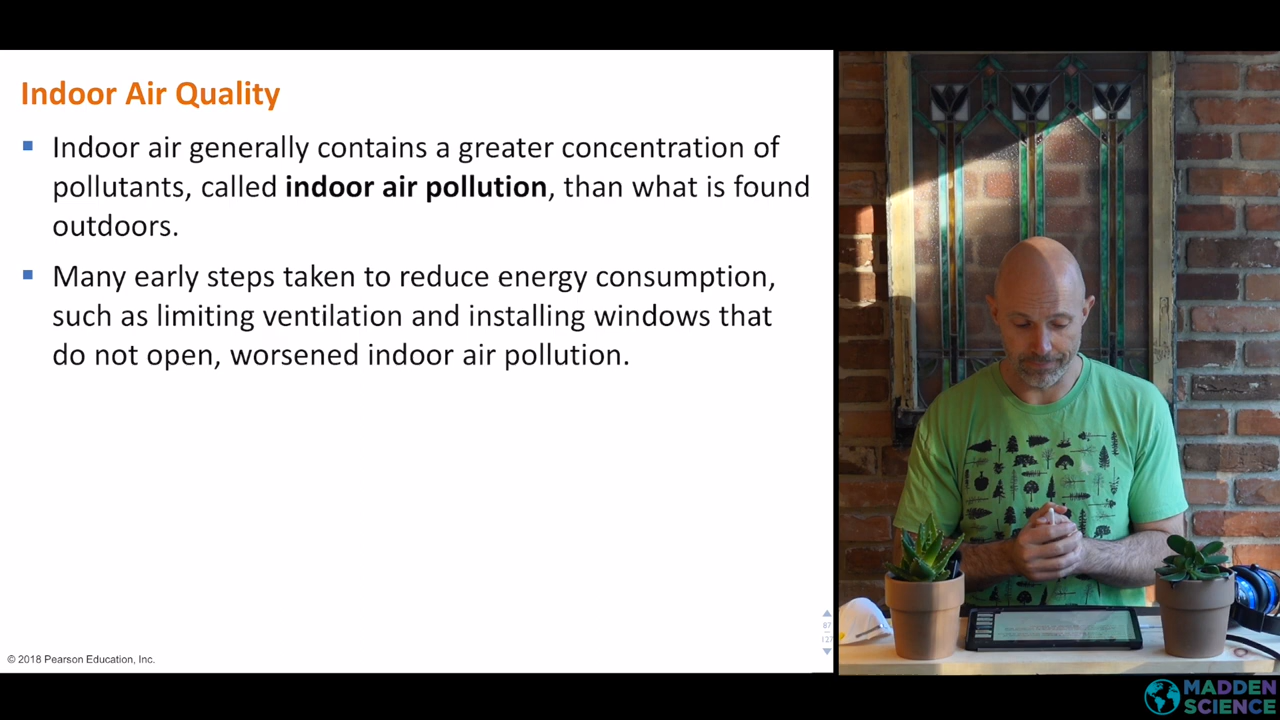 Indoor Air Quality
Indoor air generally contains a greater concentration of
pollutants, called indoor air pollution, than what is found
outdoors.
Many early steps taken to reduce energy consumption,
such as limiting ventilation and installing windows that
do not open, worsened indoor air pollution.
87
127
© 2018 Pearson Education, Inc.
MADDEN
SCIENCE